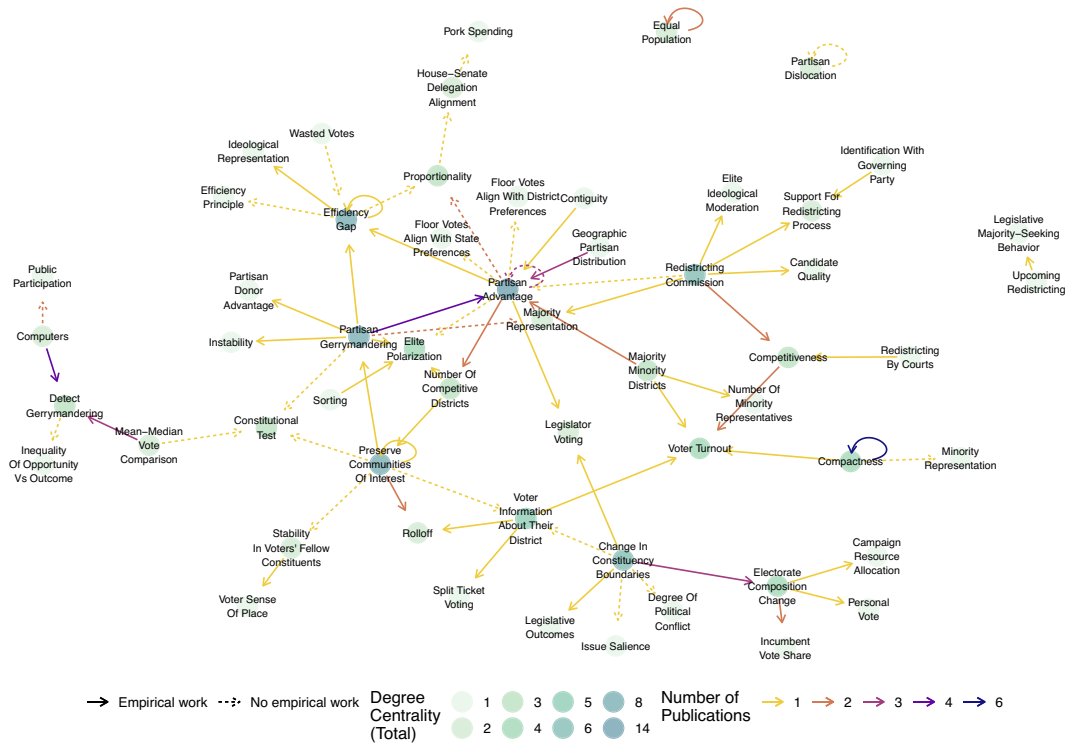 Pork Spending
Equal
Population
Partisan
Dislocation
House−Senate
Delegation
Alignment
Wasted Votes
Ideological
Representation
Proportionality
Efficiency
Principle
Efficiency
Gap
Floor Votes
Align With District
Preferences
Contiguity
Floor Votes
Align With State
Preferences
Geographic
Partisan
Distribution
Identification With
Governing
Party
Elite
Ideological
Moderation
Support For
Redistricting
Process
Legislative
Majority−Seeking
Behavior
Upcoming
Redistricting
Redistricting
Commission
Candidate
Quality
Public
Participation
Computers
Partisan
Donor
Advantage
Partisan
Advantage
Majority
Representation
Instability
Partisan
Gerrymandering
Elite
Polarization
Number Of
Competitive
Districts
Majority
Minority
Districts
Competitiveness
Redistricting
By Courts
Number Of
Minority
Representatives
Detect
Gerrymandering
Sorting
Mean−Median
Vote
Comparison
Constitutional
Test
Inequality
Of Opportunity
Vs Outcome
Legislator
Voting
Voter Turnout
Compactness
Minority
Representation
Preserve
Communities
Of Interest
Voter
Information
About Their
District
Rolloff
Stability
In Voters' Fellow
Constituents
Voter Sense
Of Place
Split Ticket
Voting
Change In
Constituency
Boundaries
Electorate
Composition
Change
Campaign
Resource
Allocation
Personal
Vote
Legislative
Outcomes
Degree Of
Political
Conflict
Issue Salience
Incumbent
Vote Share
Empirical work
No empirical work
Degree
Centrality
(Total)
1 3 5 8
2 4 6 14
Number of
Publications
1 2 3 4 6